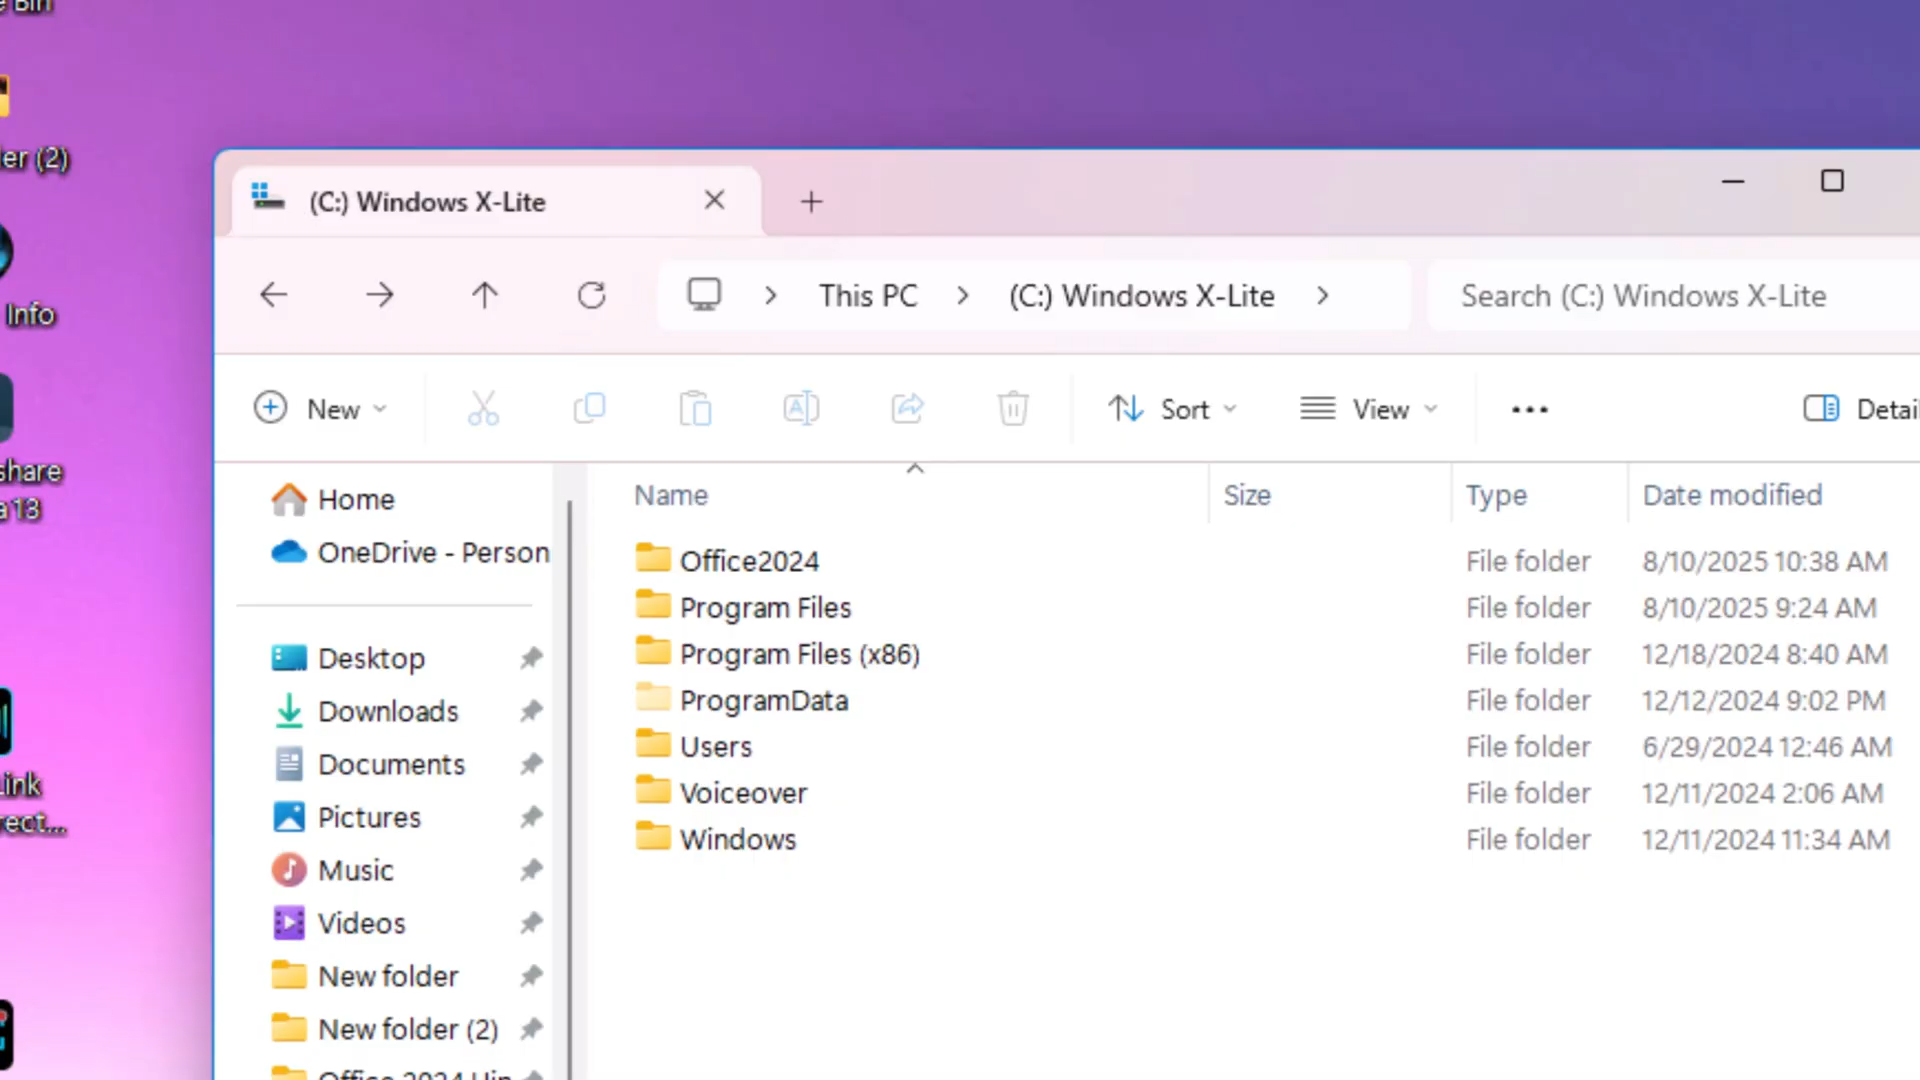 e Bin
er (2)
Info
share
a 13
Link
rect...
(C:) Windows X-Lite
This PC
(C:) Windows X-Lite
Search (C:) Windows X-Lite
New
Sort
View
Detai
Home
OneDrive - Person
Desktop
Downloads
Documents
Pictures
Music
Videos
New folder
New folder (2)
Office 2024
Name Size Type Date modified
Office2024 File folder 8/10/2025 10:38 AM
Program Files File folder 8/10/2025 9:24 AM
Program Files (x86) File folder 12/18/2024 8:40 AM
ProgramData File folder 12/12/2024 9:02 PM
Users File folder 6/29/2024 12:46 AM
Voiceover File folder 12/11/2024 2:06 AM
Windows File folder 12/11/2024 11:34 AM